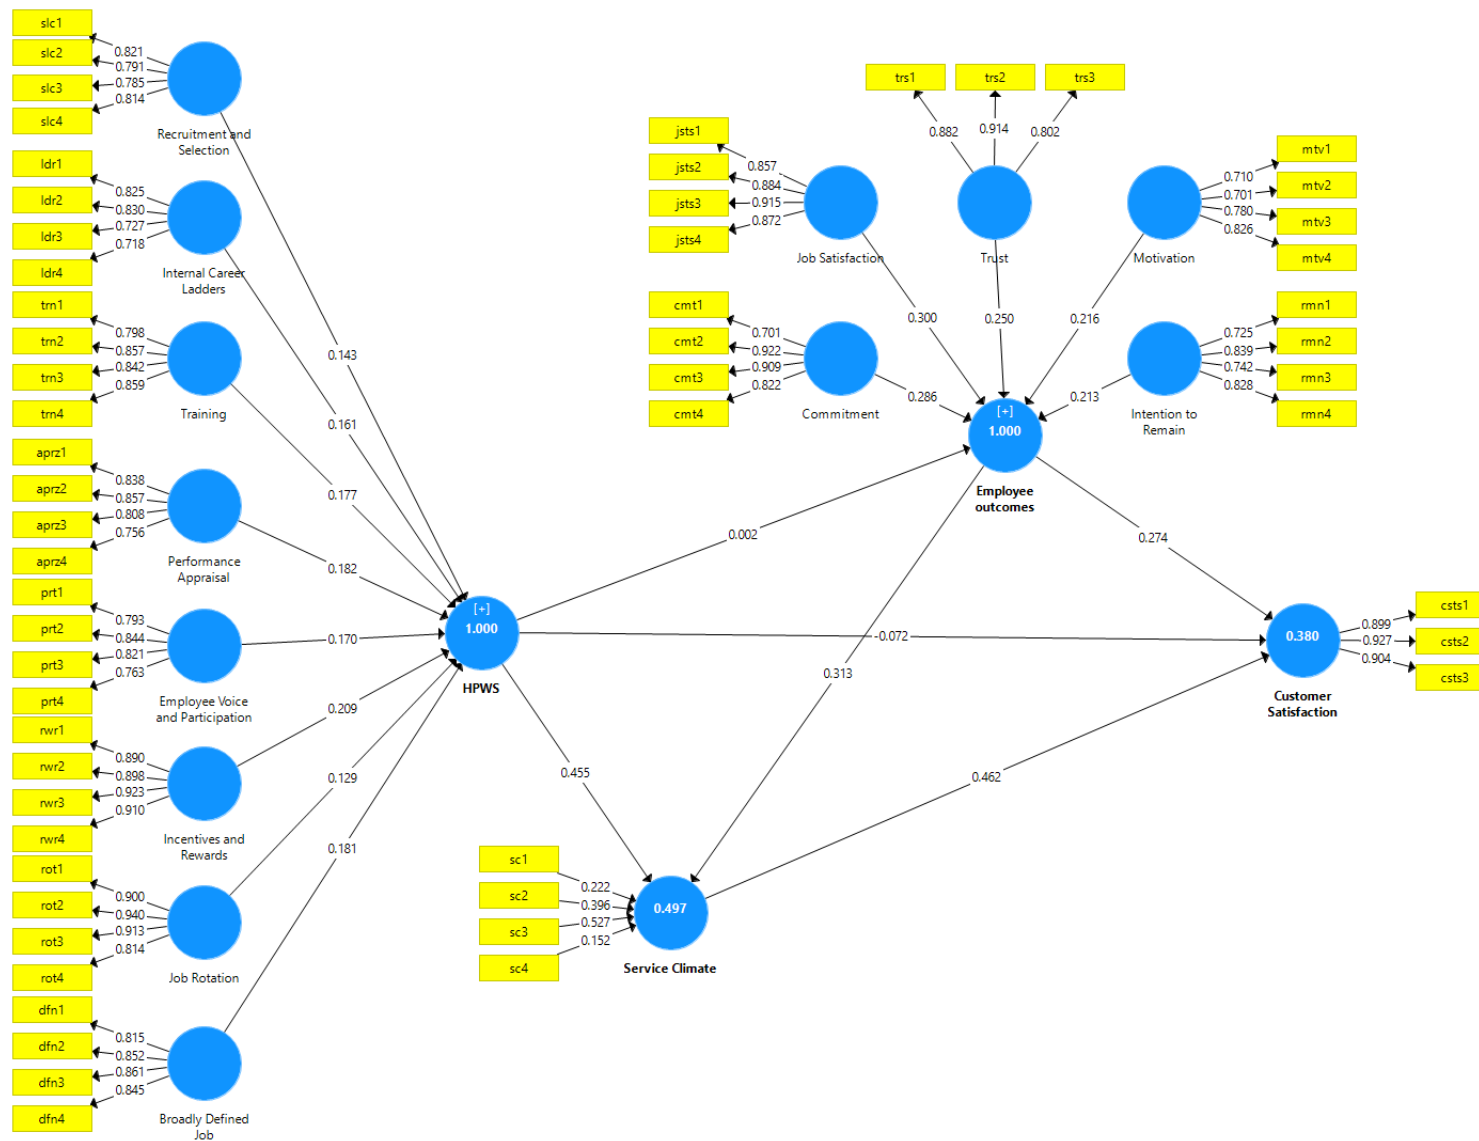 slc1
slc2
slc3
slc4
0.821
0.791
0.785
0.814
Recruitment and
Selection
ldr1
ldr2
ldr3
ldr4
0.825
0.830
0.727
0.718
Internal Career
Ladders
trn1
trn2
trn3
trn4
0.798
0.857
0.842
0.859
Training
aprz1
aprz2
aprz3
aprz4
0.838
0.857
0.808
0.756
Performance
Appraisal
prt1
prt2
prt3
prt4
0.793
0.844
0.821
0.763
Employee Voice
and Participation
rwr1
rwr2
rwr3
rwr4
0.890
0.898
0.923
0.910
Incentives and
Rewards
rot1
rot2
rot3
rot4
0.900
0.940
0.913
0.814
Job Rotation
dfn1
dfn2
dfn3
dfn4
0.815
0.852
0.861
0.845
Broadly Defined
Job
0.143
0.161
0.177
0.182
0.170
0.209
0.129
0.181
[+]
1.000
HPWS
jsts1
jsts2
jsts3
jsts4
0.857
0.884
0.915
0.872
Job Satisfaction
trs1
trs2
trs3
0.882
0.914
0.802
Trust
mtv1
mtv2
mtv3
mtv4
0.710
0.701
0.780
0.826
Motivation
cmt1
cmt2
cmt3
cmt4
0.701
0.922
0.909
0.822
Commitment
rmn1
rmn2
rmn3
rmn4
0.725
0.839
0.742
0.828
Intention to
Remain
0.300
0.250
0.216
0.286
0.213
[+]
1.000
Employee
outcomes
0.002
0.274
-0.072
0.313
0.455
0.462
sc1
sc2
sc3
sc4
0.222
0.396
0.527
0.152
0.497
Service Climate
0.380
Customer
Satisfaction
0.899
0.927
0.904
csts1
csts2
csts3